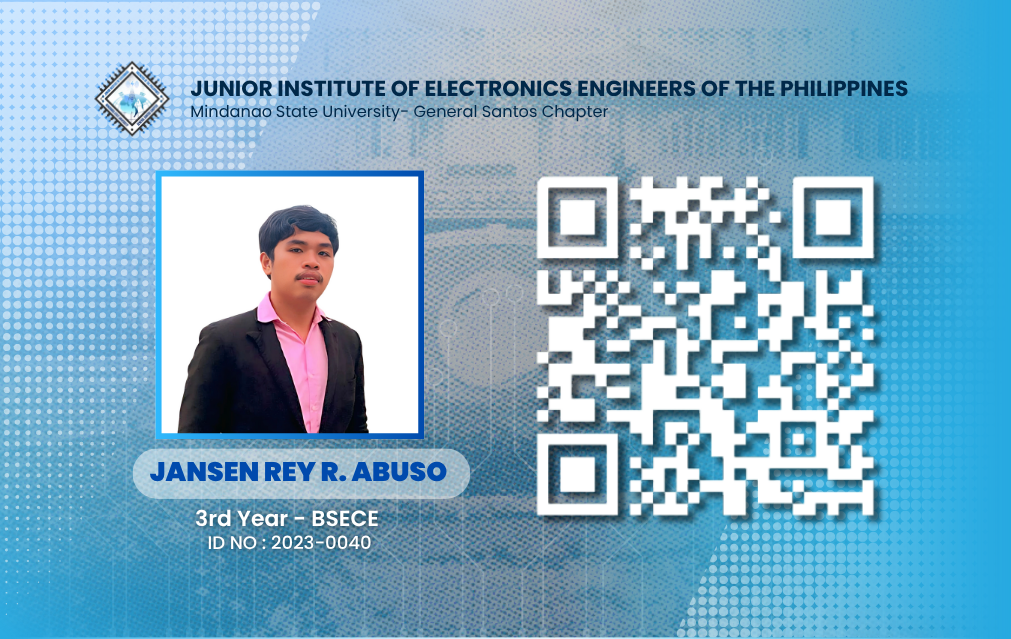 JUNIOR INSTITUTE OF ELECTRONICS ENGINEERS OF THE PHILIPPINES
Mindanao State University- General Santos Chapter
JANSEN REY R. ABUSO
3rd Year - BSECE
ID NO : 2023-0040